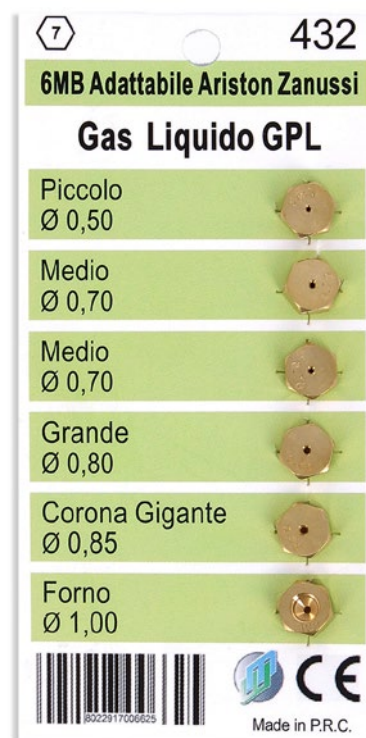 7
432
6MB Adattabile Ariston Zanussi
Gas Liquido GPL
Piccolo
Ø 0,50
Medio
Ø 0,70
Medio
Ø 0,70
Grande
Ø 0,80
Corona Gigante
Ø 0,85
Forno
Ø 1,00
8022917006625
CE
Made in P.R.C.